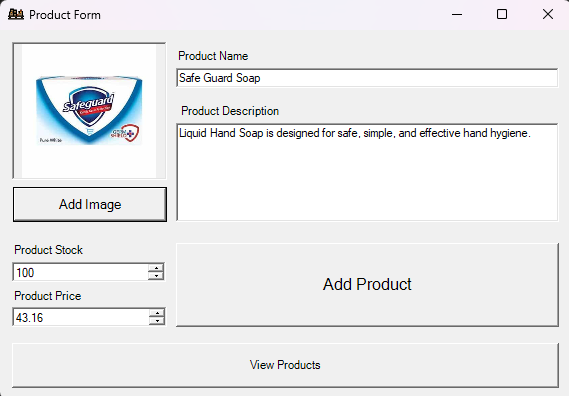 Product Form
Product Name
Safe Guard Soap
Product Description
Liquid Hand Soap is designed for safe, simple, and effective hand hygiene.
Safeguard
Pure White
Add Image
Product Stock
100
Product Price
43.16
Add Product
View Products